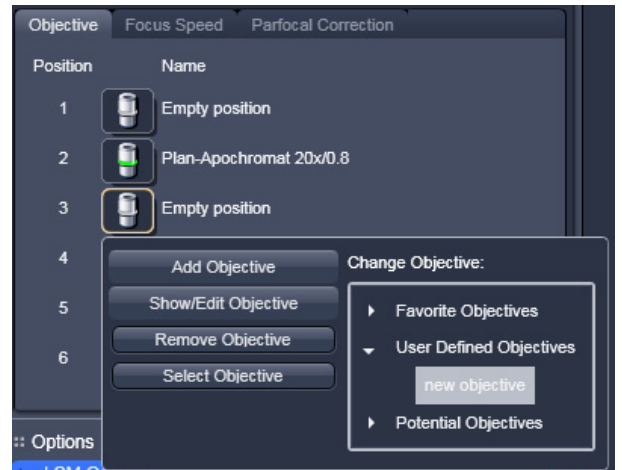 Objective Focus Speed Parfocal Correction
Position Name
1 Empty position
2 Plan-Apochromat 20x/0.8
3 Empty position
4
5
6
Add Objective
Show/Edit Objective
Remove Objective
Select Objective
Change Objective:
Favorite Objectives
User Defined Objectives
new objective
Potential Objectives
Options